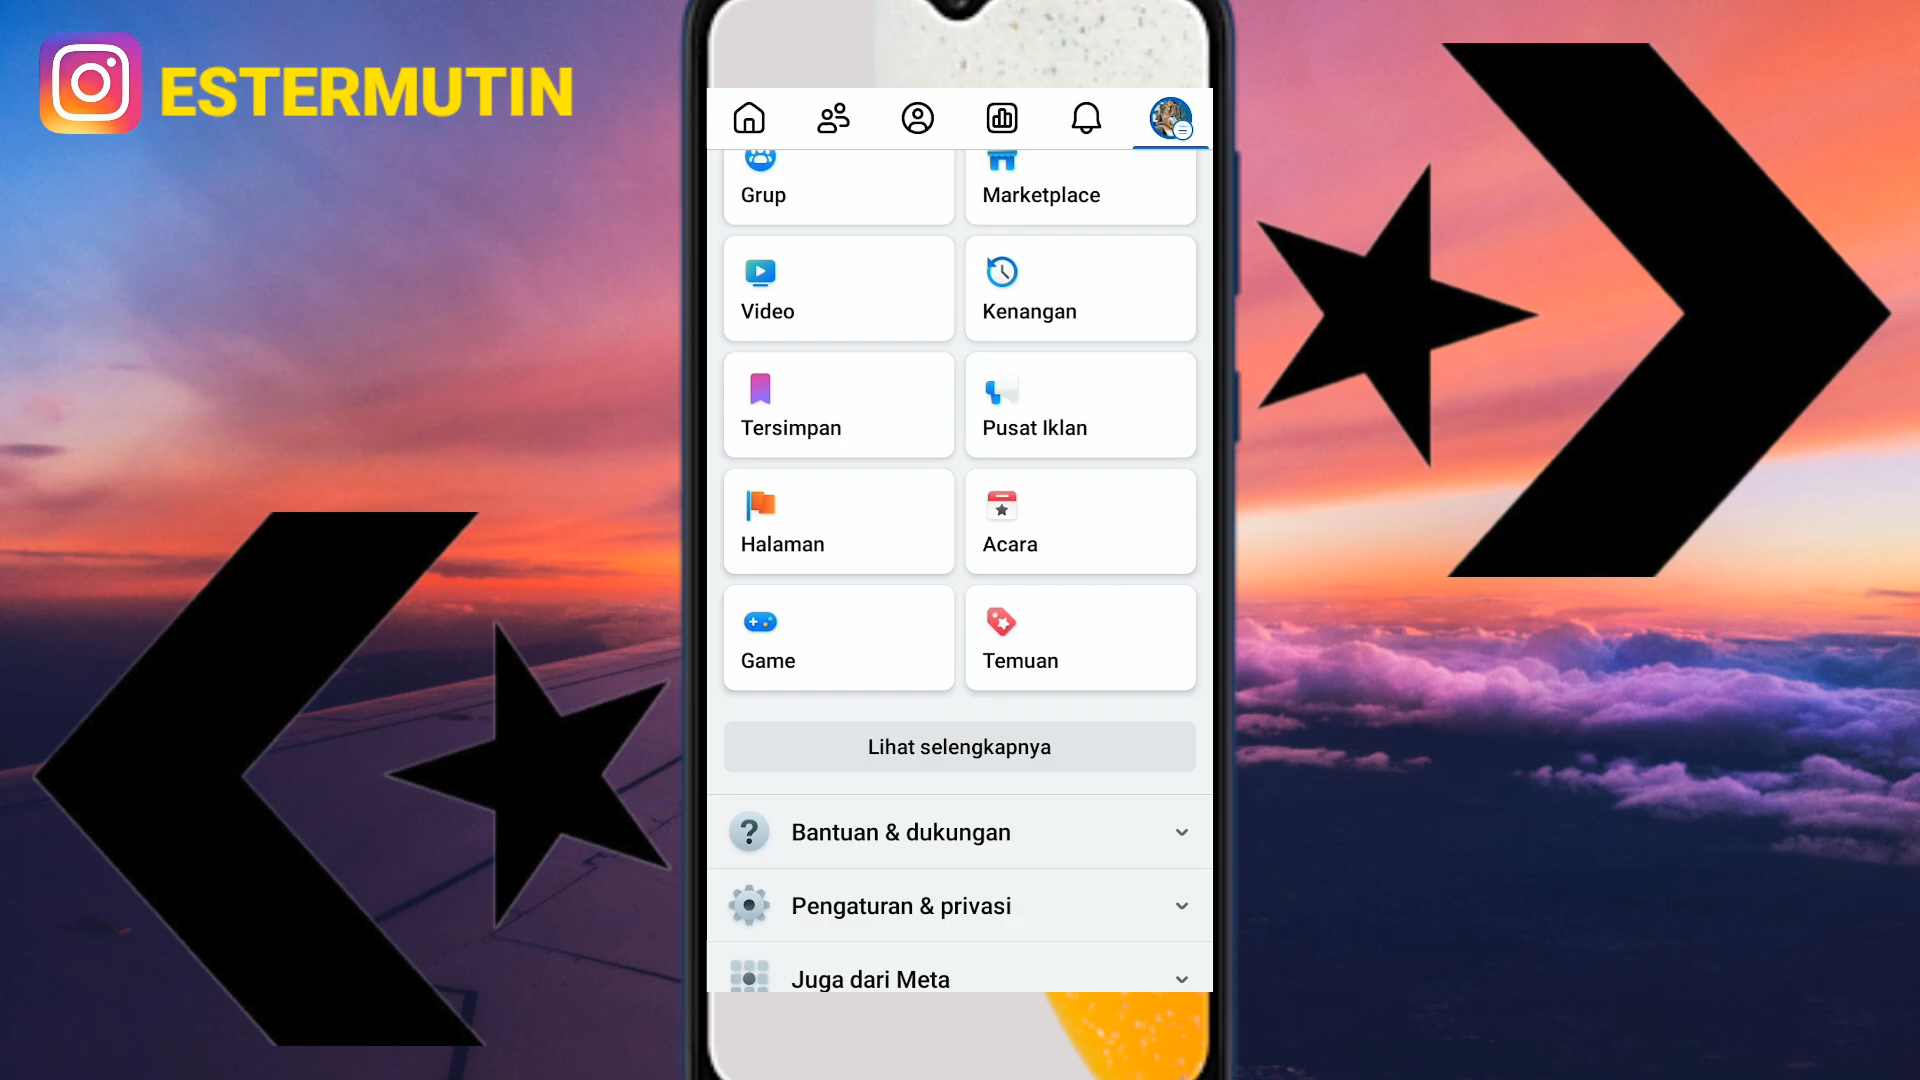 ESTERMUTIN
Grup
Marketplace
Video
Kenangan
Tersimpan
Pusat Iklan
Halaman
Acara
Game
Temuan
Lihat selengkapnya
Bantuan & dukungan
Pengaturan & privasi
Juga dari Meta